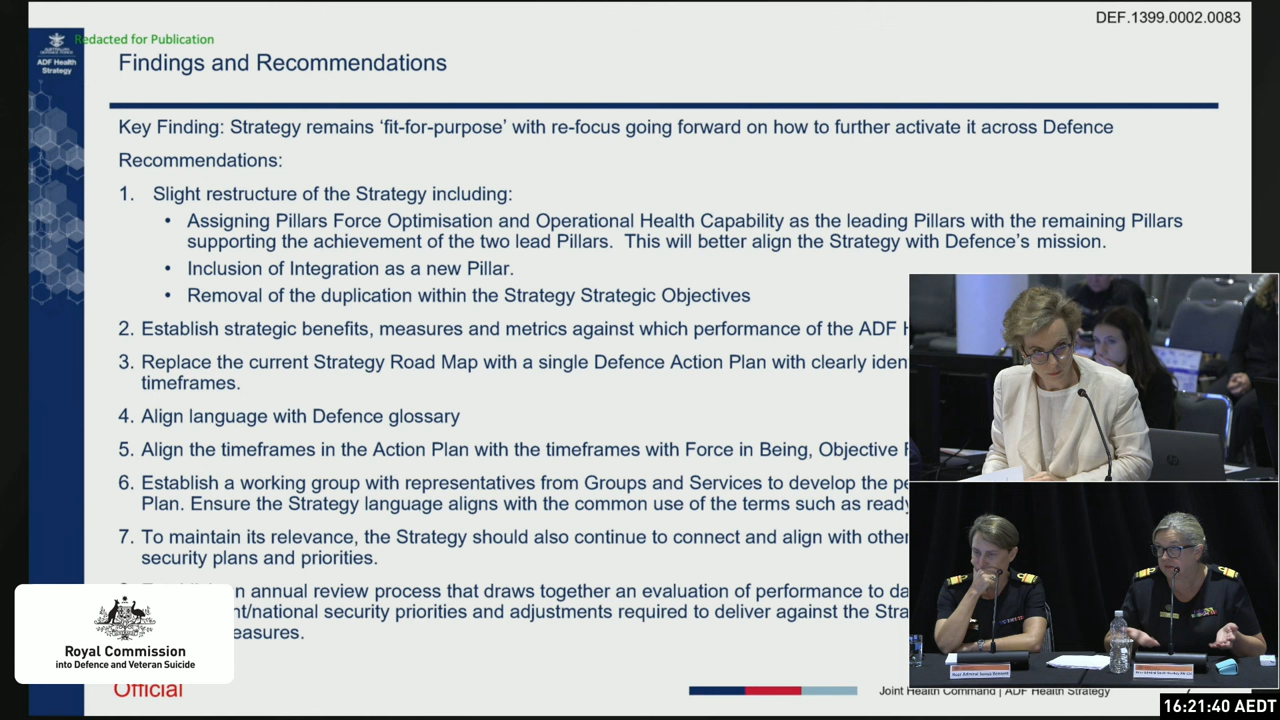 DEF.1399.0002.0083
Redacted for Publication
ADF Health
Strategy
Findings and Recommendations
Key Finding: Strategy remains ‘fit-for-purpose’ with re-focus going forward on how to further activate it across Defence
Recommendations:
1. Slight restructure of the Strategy including:
• Assigning Pillars Force Optimisation and Operational Health Capability as the leading Pillars with the remaining Pillars
supporting the achievement of the two lead Pillars. This will better align the Strategy with Defence’s mission.
• Inclusion of Integration as a new Pillar.
• Removal of the duplication within the Strategy Strategic Objectives
2. Establish strategic benefits, measures and metrics against which performance of the ADF
3. Replace the current Strategy Road Map with a single Defence Action Plan with clearly
timeframes.
4. Align language with Defence glossary
5. Align the timeframes in the Action Plan with the timeframes with Force in Being, Objective
6. Establish a working group with representatives from Groups and Services to develop the
Plan. Ensure the Strategy language aligns with the common use of the terms such as
7. To maintain its relevance, the Strategy should also continue to connect and align with other
security plans and priorities.
an annual review process that draws together an evaluation of performance to
nt/national security priorities and adjustments required to deliver against the
easures.
Royal Commission
into Defence and Veteran Suicide
Official
Joint Health Command | ADF Health Strategy
16:21:40 AEDT